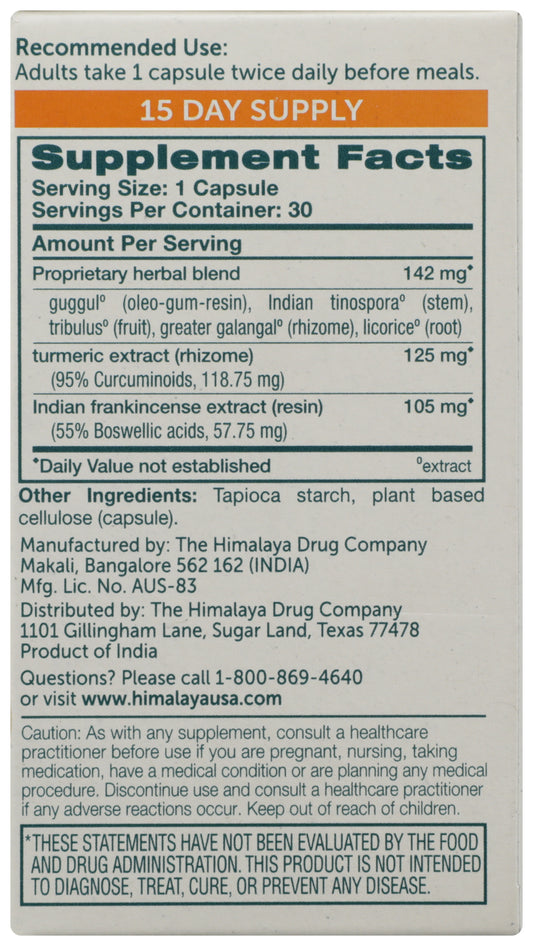 Recommended Use:
Adults take 1 capsule twice daily before meals.
15 DAY SUPPLY
Supplement Facts
Serving Size: 1 Capsule
Servings Per Container: 30
Amount Per Serving
Proprietary herbal blend 142 mg♦
guggulº (oleo-gum-resin), Indian tinosporaº (stem),
tribulusº (fruit), greater galangalº (rhizome), licoriceº (root)
turmeric extract (rhizome) 125 mg♦
(95% Curcuminoids, 118.75 mg)
Indian frankincense extract (resin) 105 mg♦
(55% Boswellic acids, 57.75 mg)
♦Daily Value not established ºextract
Other Ingredients: Tapioca starch, plant based
cellulose (capsule).
Manufactured by: The Himalaya Drug Company
Makali, Bangalore 562 162 (INDIA)
Mfg. Lic. No. AUS-83
Distributed by: The Himalaya Drug Company
1101 Gillingham Lane, Sugar Land, Texas 77478
Product of India
Questions? Please call 1-800-869-4640
or visit www.himalayausa.com
Caution: As with any supplement, consult a healthcare
practitioner before use if you are pregnant, nursing, taking
medication, have a medical condition or are planning any medical
procedure. Discontinue use and consult a healthcare practitioner
if any adverse reactions occur. Keep out of reach of children.
*THESE STATEMENTS HAVE NOT BEEN EVALUATED BY THE FOOD
AND DRUG ADMINISTRATION. THIS PRODUCT IS NOT INTENDED
TO DIAGNOSE, TREAT, CURE, OR PREVENT ANY DISEASE.